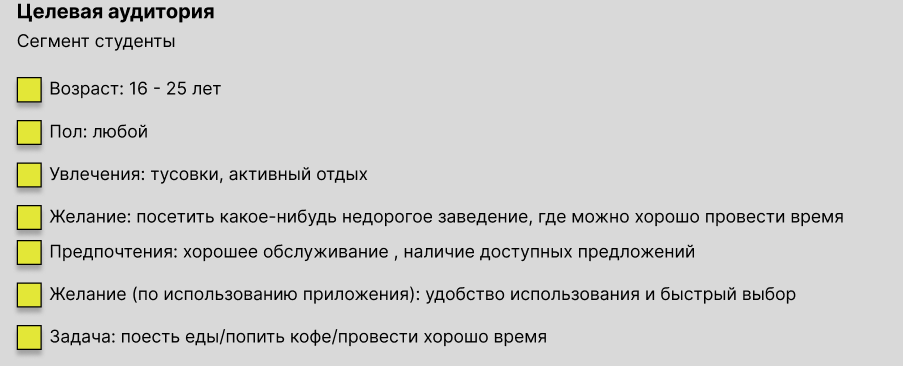 Целевая аудитория
Сегмент студенты
Возраст: 16 - 25 лет
Пол: любой
Увлечения: тусовки, активный отдых
Желание: посетить какое-нибудь недорогое заведение, где можно хорошо провести время
Предпочтения: хорошее обслуживание , наличие доступных предложений
Желание (по использованию приложения): удобство использования и быстрый выбор
Задача: поесть еды/попить кофе/провести хорошо время